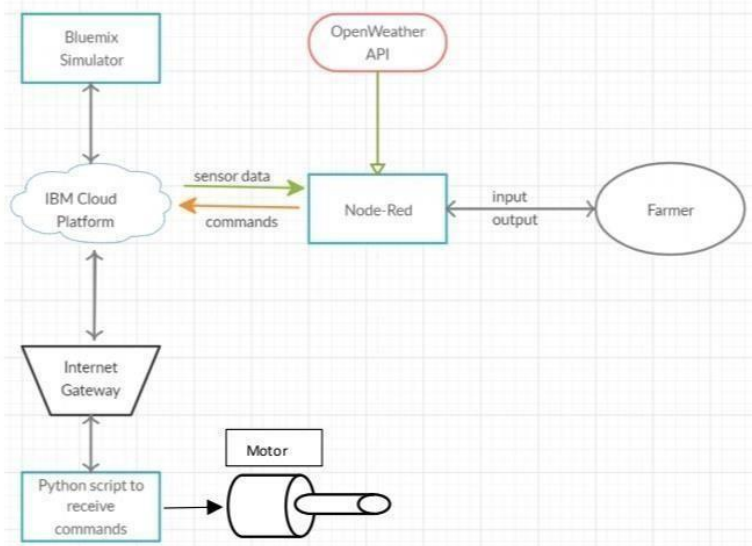 Bluemix
Simulator
OpenWeather
API
sensor data
IBM Cloud
Platform
commands
Node-Red
input
output
Farmer
Internet
Gateway
Motor
Python script to
receive
commands